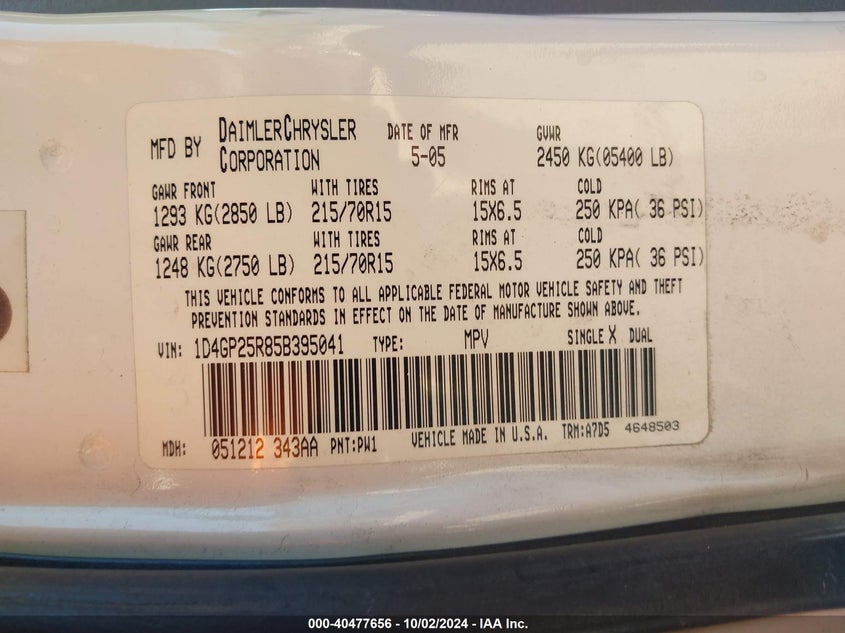 MFD BY DAIMLERCHRYSLER CORPORATION DATE OF MFR 5-05 GVWR 2450 KG(05400 LB)
GAWR FRONT WITH TIRES RIMS AT COLD
1293 KG(2850 LB) 215/70R15 15X6.5 250 KPA( 36 PSI)
GAWR REAR WITH TIRES RIMS AT COLD
1248 KG(2750 LB) 215/70R15 15X6.5 250 KPA( 36 PSI)
THIS VEHICLE CONFORMS TO ALL APPLICABLE FEDERAL MOTOR VEHICLE SAFETY AND THEFT
PREVENTION STANDARDS IN EFFECT ON THE DATE OF MANUFACTURE SHOWN ABOVE.
VIN: 1D4GP25R85B395041 TYPE: MPV SINGLE X DUAL
MDH: 051212 343AA PNT:PW1 VEHICLE MADE IN U.S.A. TRM:A7D5 4648503
000-40477656 - 10/02/2024 - IAA Inc.